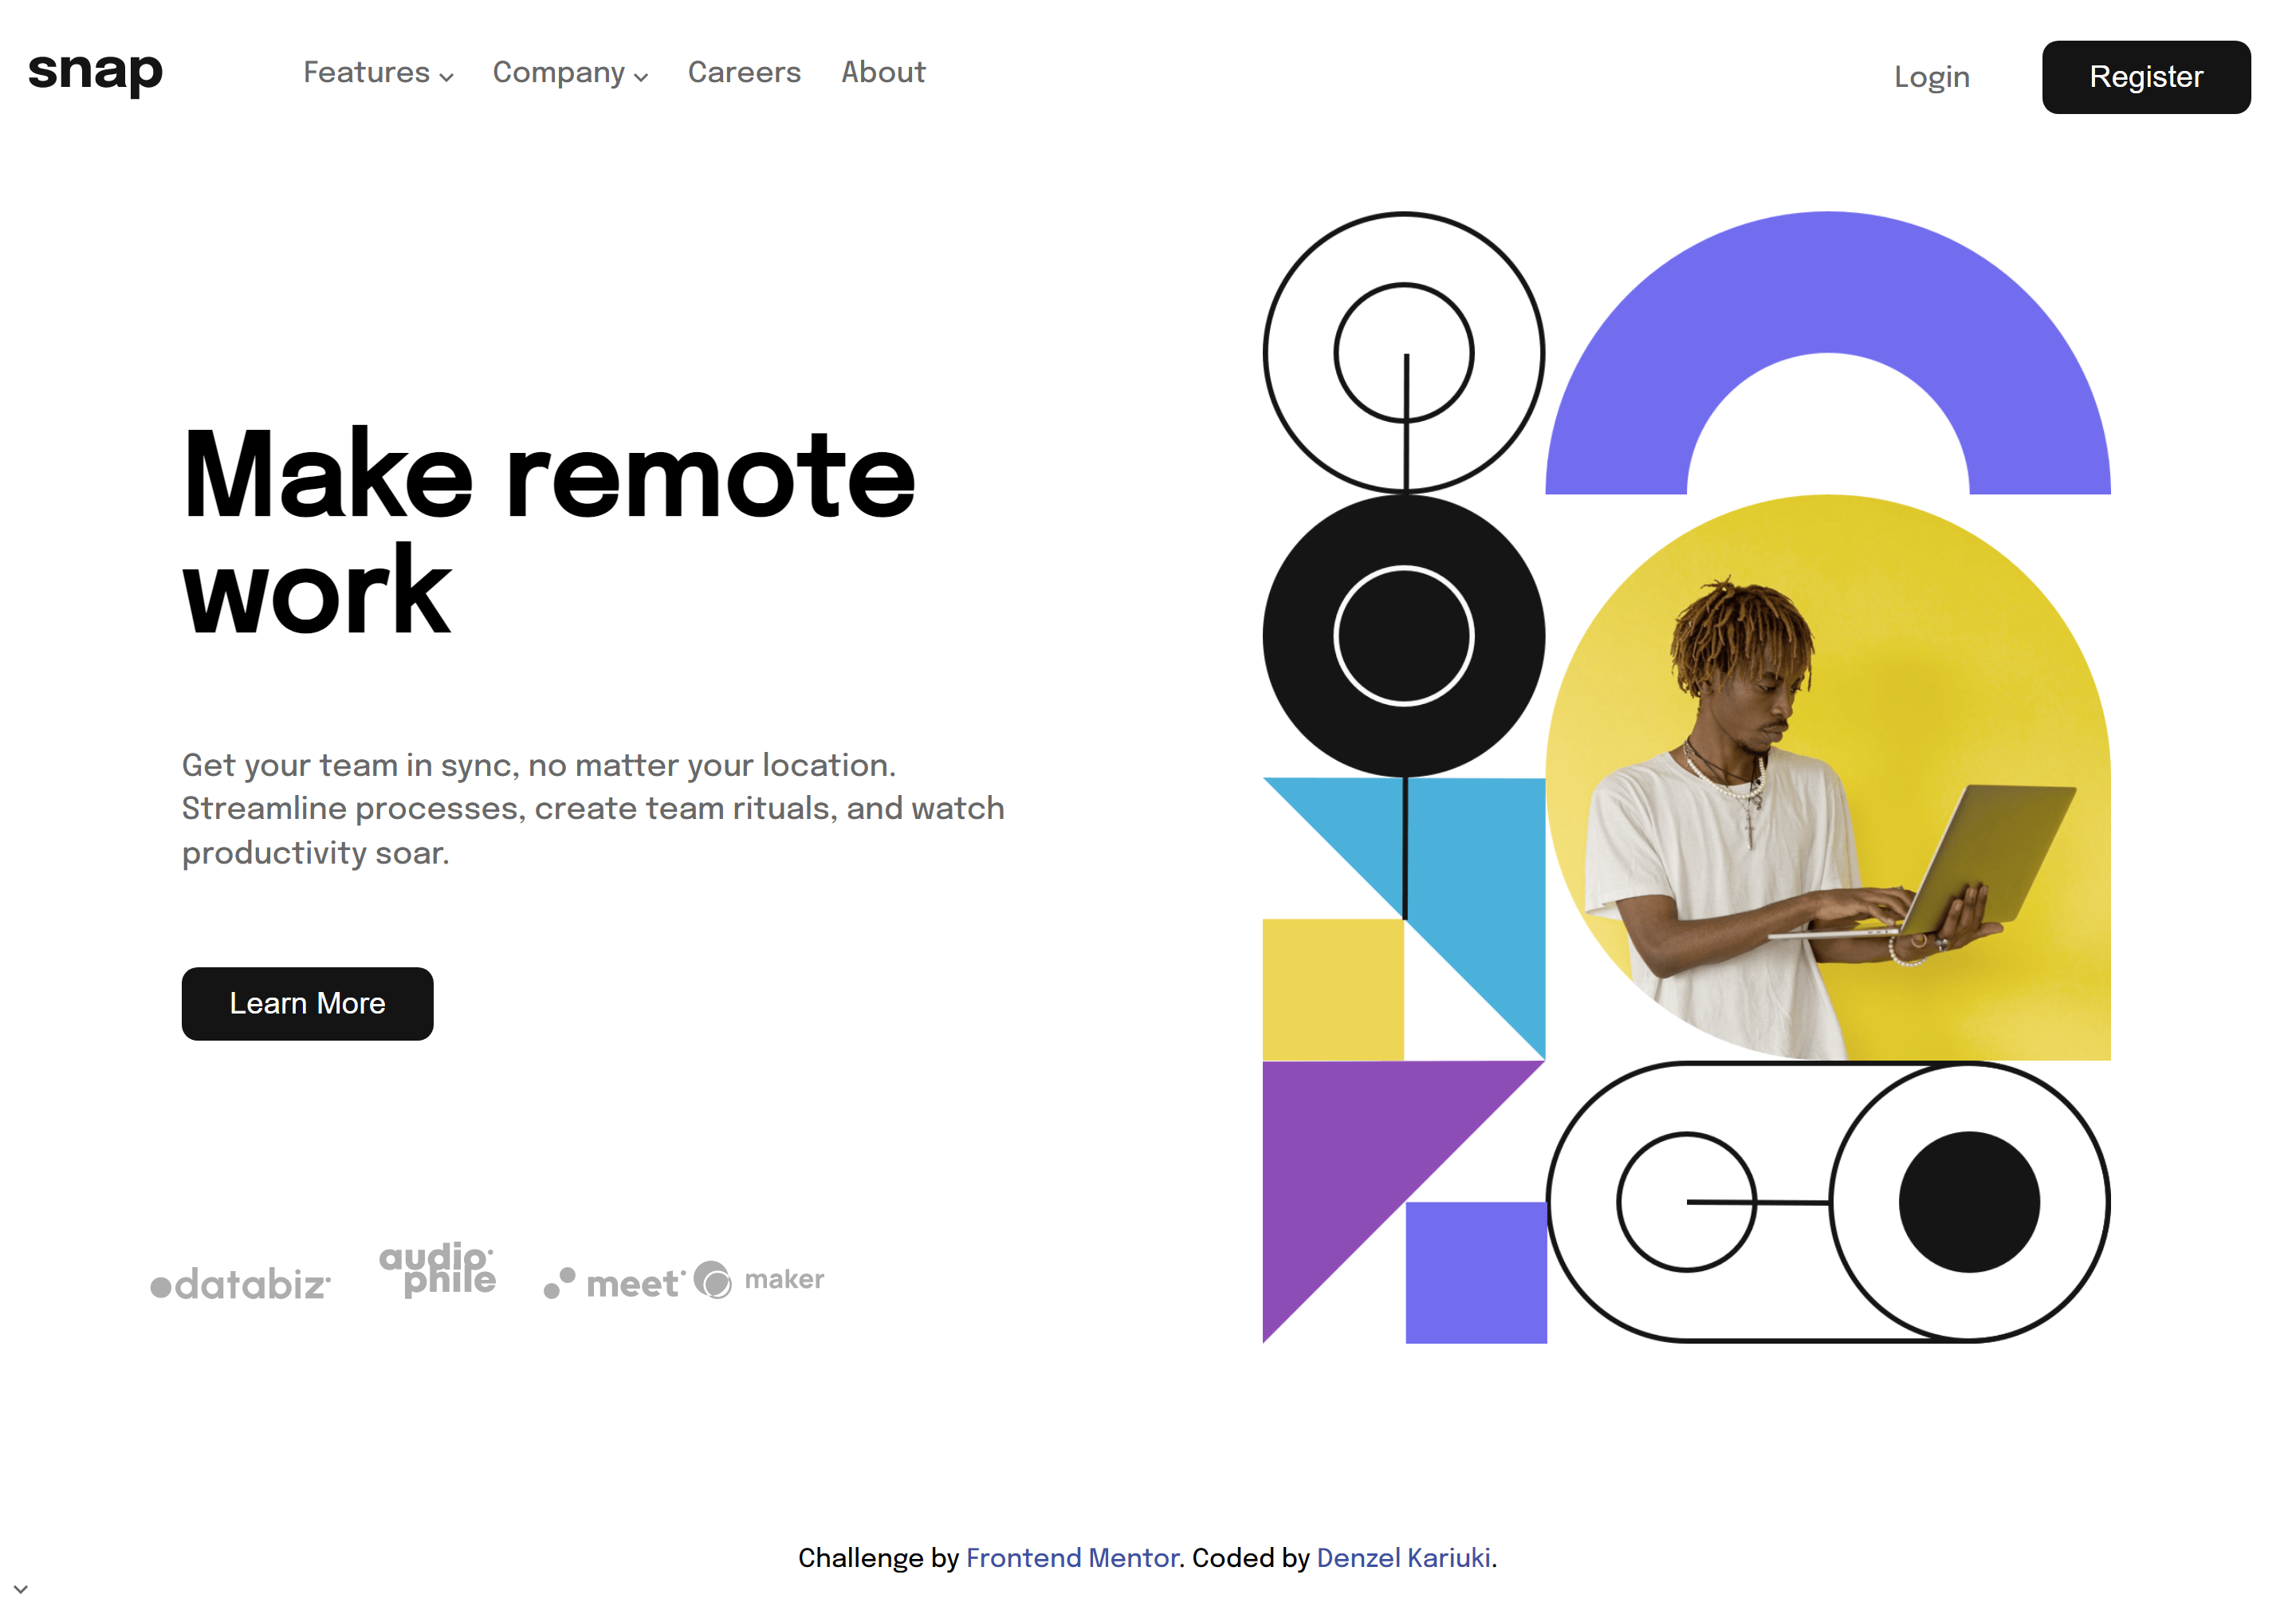 snap
Features
Company
Careers
About
Login
Register
Make remote
work
Get your team in sync, no matter your location.
Streamline processes, create team rituals, and watch
productivity soar.
Learn More
databiz
audio
phile
meet
maker
Challenge by Frontend Mentor. Coded by Denzel Kariuki.